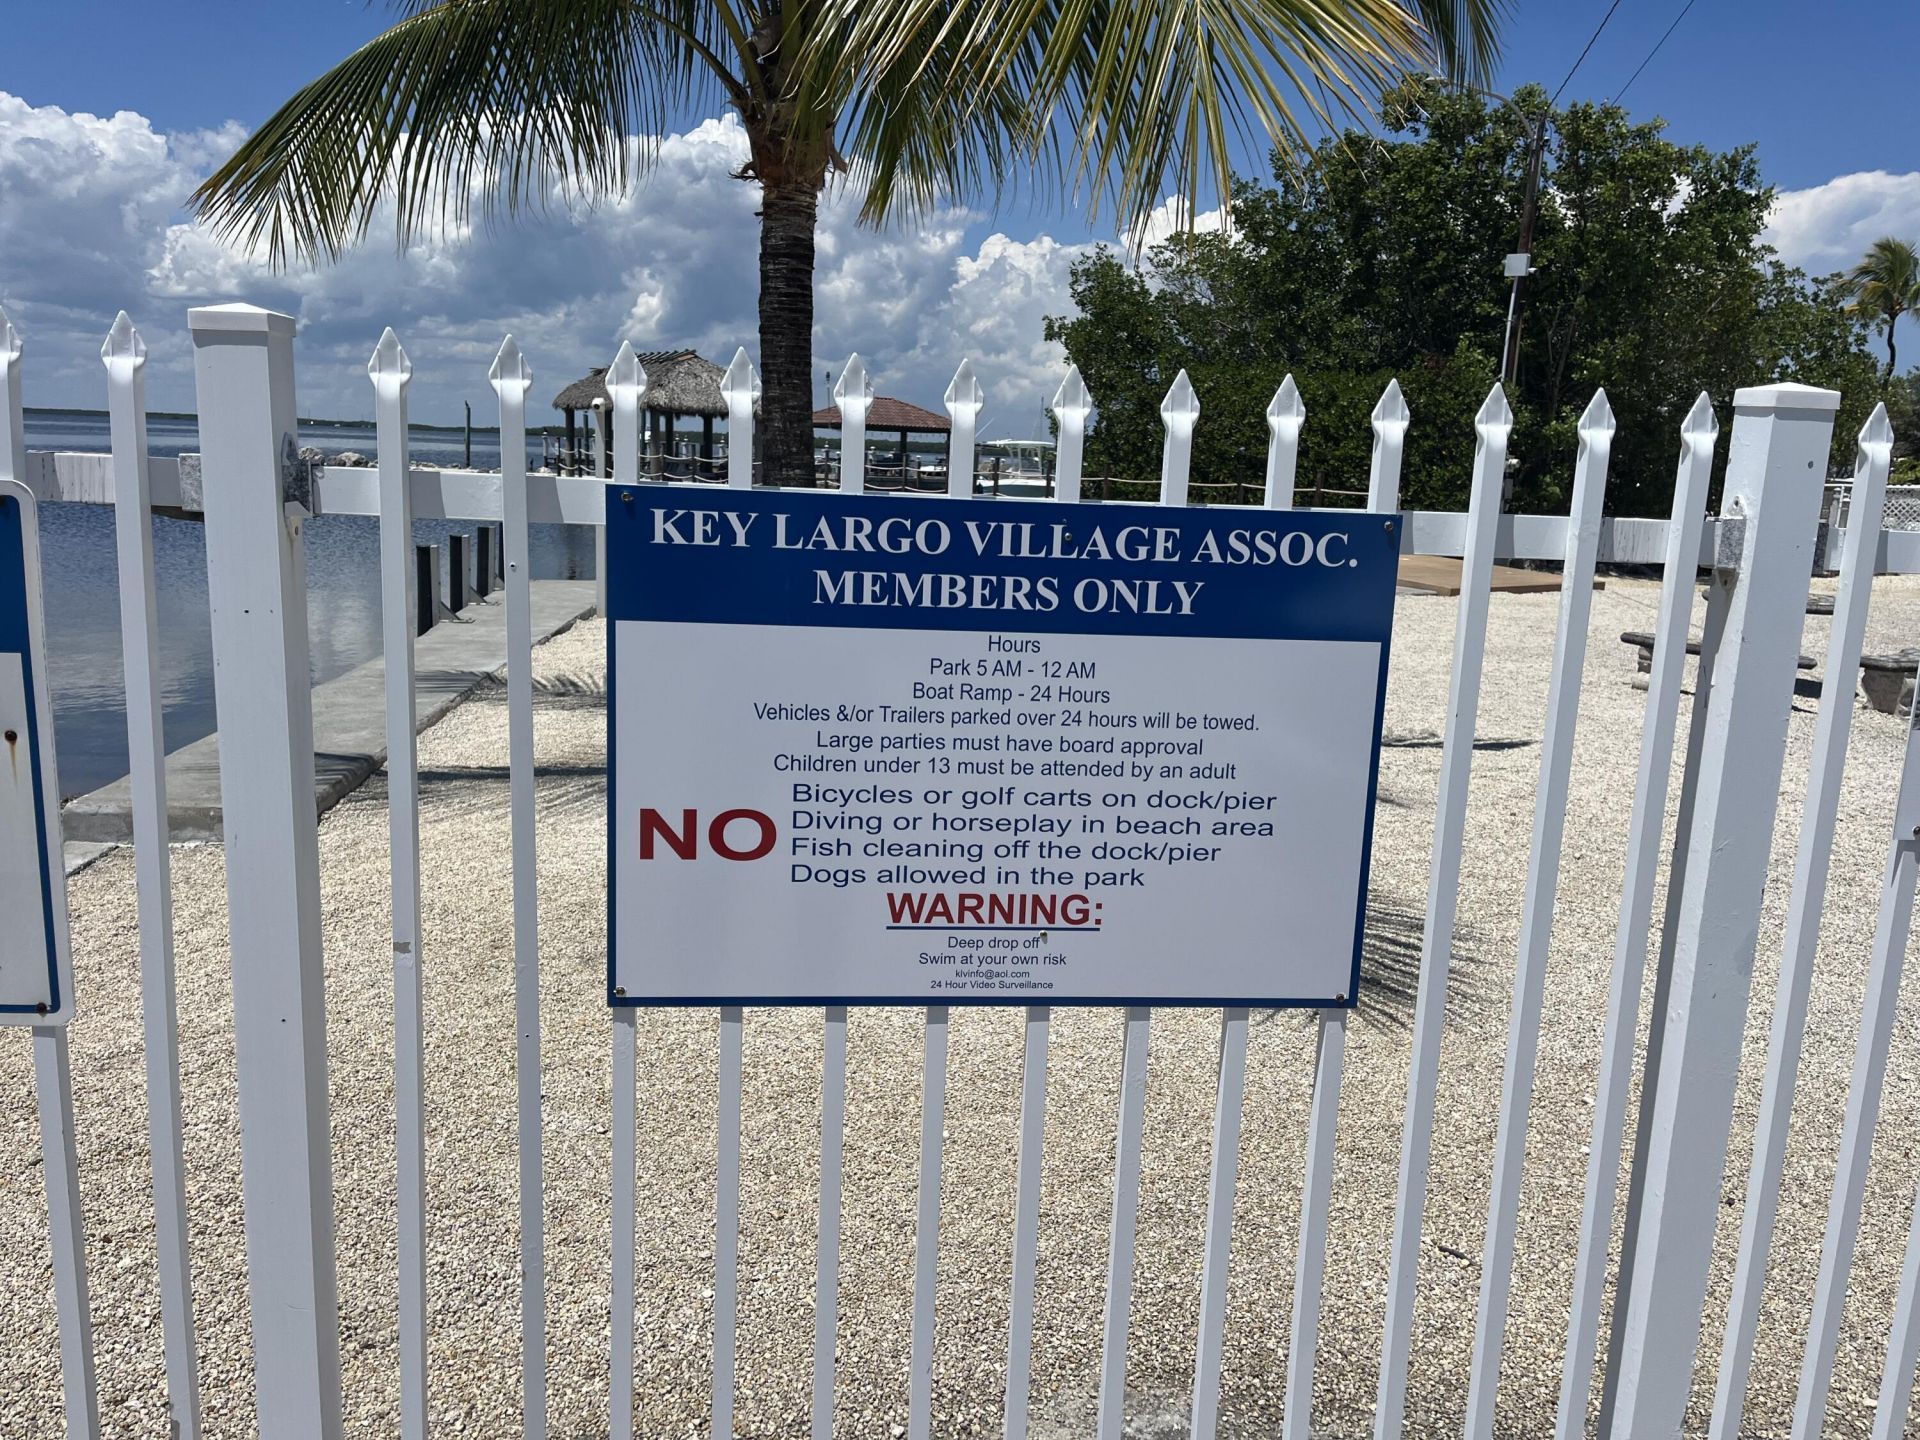 KEY LARGO VILLAGE ASSOC.
MEMBERS ONLY
Hours
Park 5 AM - 12 AM
Boat Ramp - 24 Hours
Vehicles &/or Trailers parked over 24 hours will be towed.
Large parties must have board approval
Children under 13 must be attended by an adult
NO
Bicycles or golf carts on dock/pier
Diving or horseplay in beach area
Fish cleaning off the dock/pier
Dogs allowed in the park
WARNING:
Deep drop off
Swim at your own risk
klvinfo@aol.com
24 Hour Video Surveillance